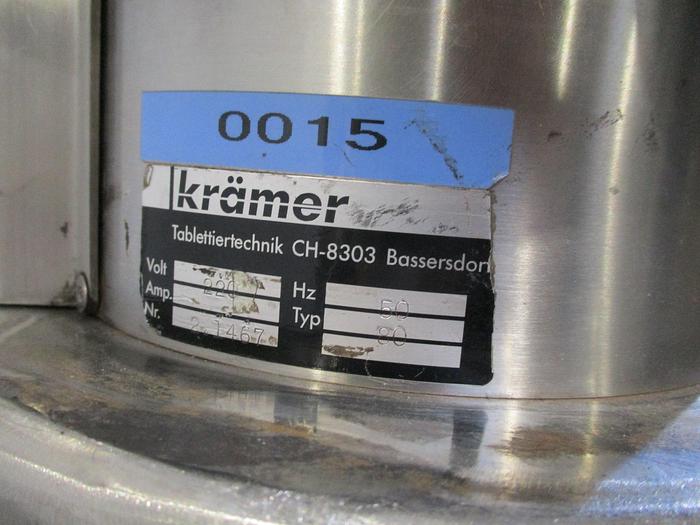 0015
krämer
Tablettiertechnik CH-8303 Bassersdorf
Volt 220 Hz 50
Amp. Typ 80
Nr. 2.1467